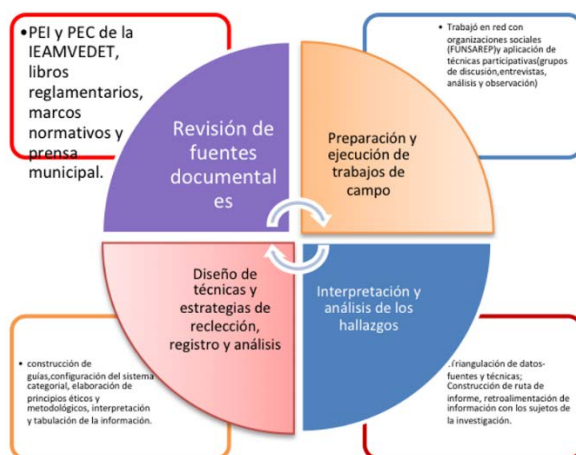 •PEI y PEC de la
IEAMVEDET,
libros
reglamentarios,
marcos
normativos y
prensa
municipal.
Revisión de
fuentes
documental
es
• Trabajó en red con
organizaciones sociales
(FUNSAREP)y aplicación de
técnicas participativas(grupos
de discusión,entrevistas,
análisis y observación)
Preparación y
ejecución de
trabajos de
campo
Diseño de
técnicas y
estrategias de
reclección,
registro y análisis
• construcción de
guías,configuración del sistema
categorial, elaboración de
principios éticos y
metodológicos, interpretación
y tabulación de la información.
Interpretación y
análisis de los
hallazgos
Triangulación de datos-
fuentes y técnicas;
Construcción de ruta de
informe, retroalimentación de
información con los sujetos de
la investigación.